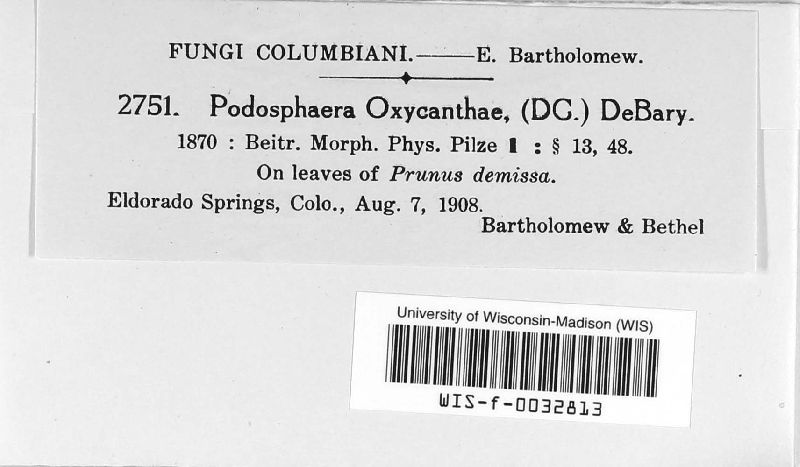 FUNGI COLUMBIANI.——E. Bartholomew.
2751. Podosphaera Oxycanthae, (DC.) DeBary.
1870 : Beitr. Morph. Phys. Pilze I : § 13, 48.
On leaves of Prunus demissa.
Eldorado Springs, Colo., Aug. 7, 1908.
Bartholomew & Bethel
University of Wisconsin-Madison (WIS)
WIS-f-0032813